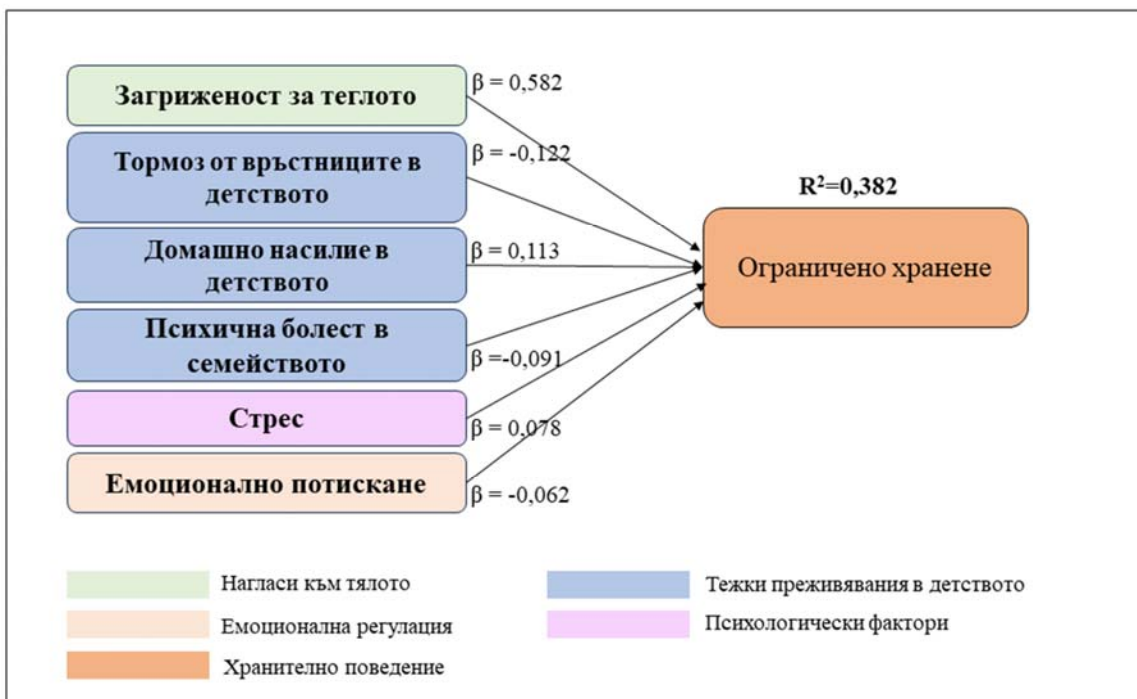 Загриженост за теглото
β = 0,582
Тормоз от връстниците в
детството
β = -0,122
Домашно насилие в
детството
β = 0,113
Психична болест в
семейството
β =-0,091
Стрес
β = 0,078
Емоционално потискане
β = -0,062
R²=0,382
Ограничено хранене
Нагласи към тялото
Емоционална регулация
Хранително поведение
Тежки преживявания в детството
Психологически фактори